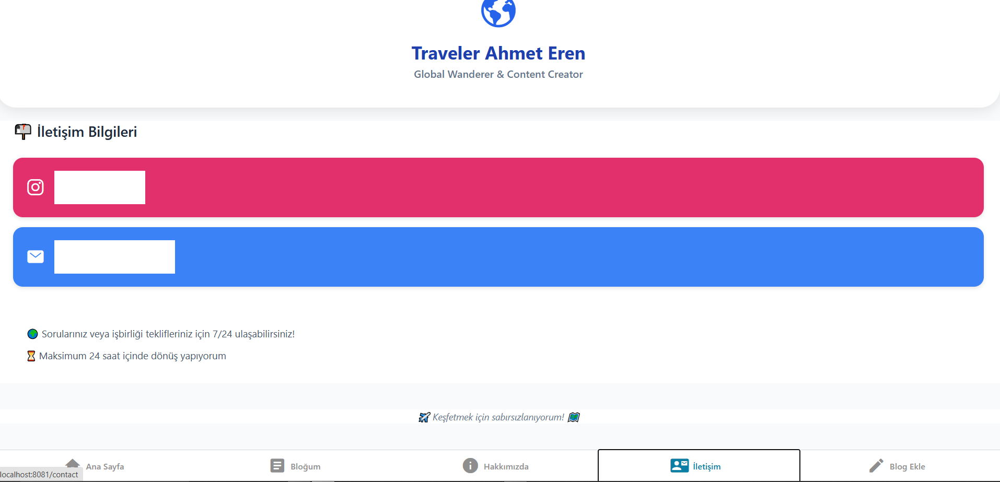 Traveler Ahmet Eren
Global Wanderer & Content Creator
📬 İletişim Bilgileri
🌍 Sorularınız veya işbirliği teklifleriniz için 7/24 ulaşabilirsiniz!
⏳ Maksimum 24 saat içinde dönüş yapıyorum
✈️ Keşfetmek için sabırsızlanıyorum! 🗺️
Ana Sayfa
Bloğum
Hakkımızda
İletişim
Blog Ekle
localhost:8081/contact